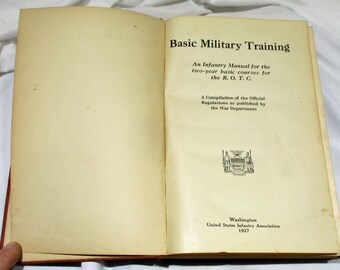 Basic Military Training
An Infantry Manual for the
two-year basic courses for
the R. O. T. C.
A Compilation of the Official
Regulations as published by
the War Department
Washington
United States Infantry Association
1927